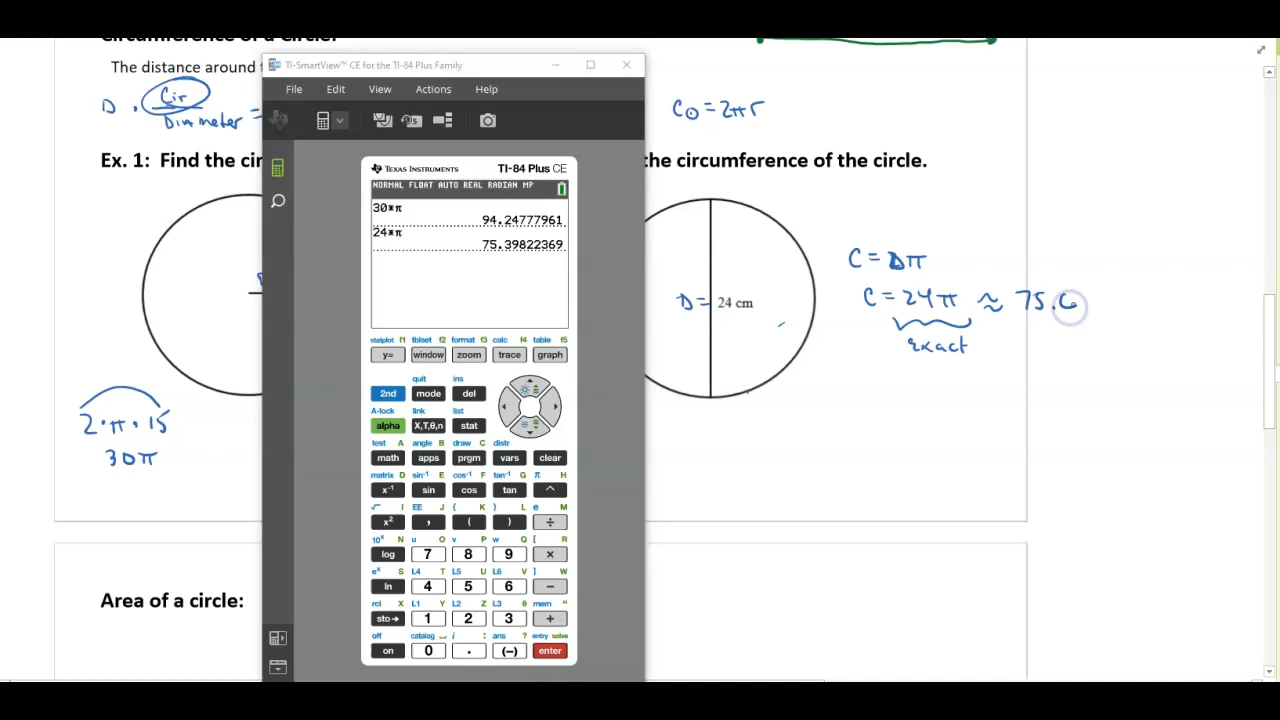 Circumference of a Circle:
The distance around
D · Cir / Diameter =
Ex. 1: Find the cir
2·π·15
30π
Area of a circle:
TI-SmartView™ CE for the TI-84 Plus Family
File Edit View Actions Help
TEXAS INSTRUMENTS TI-84 Plus CE
NORMAL FLOAT AUTO REAL RADIAN MP
30*π
94.24777961
24*π
75.39822369
statplot f1 tblset f2 format f3 calc f4 table f5
y= window zoom trace graph
quit ins
2nd mode del
A-lock link list
alpha X,T,θ,n stat
test A angle B draw C distr
math apps prgm vars clear
matrix D sin⁻¹ E cos⁻¹ F tan⁻¹ G π H
x⁻¹ sin cos tan ^
√ I EE J { K } L e M
x² , ( ) ÷
10ˣ N u O v P w Q [ R
log 7 8 9 ×
eˣ S L4 T L5 U L6 V ] W
ln 4 5 6 −
rcl X L1 Y L2 Z L3 θ mem "
sto→ 1 2 3 +
off catalog ⎵ i : ans ? entry solve
on 0 . (−) enter
C⊙ = 2πr
the circumference of the circle.
D = 24 cm
C = Dπ
C = 24π ≈ 75.
exact